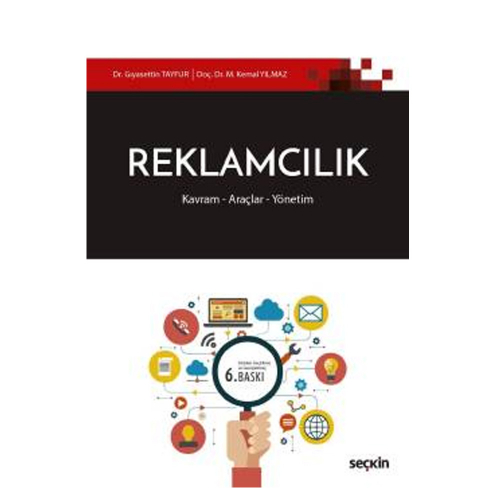 Dr. Gıyasettin TAYFUR | Doç. Dr. M. Kemal YILMAZ
REKLAMCILIK
Kavram - Araçlar - Yönetim
6. BASKI
seçkin